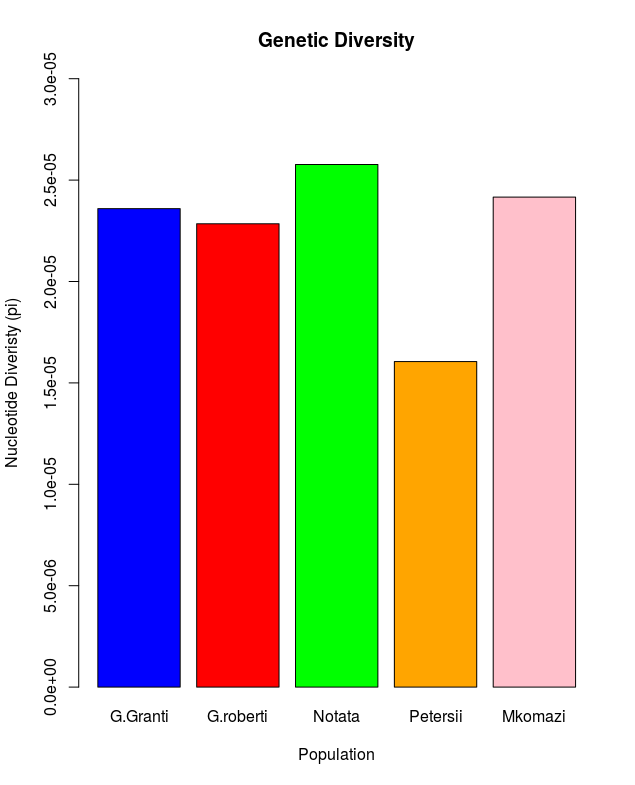 Genetic Diversity
Nucleotide Diveristy (pi)
3.0e-05
2.5e-05
2.0e-05
1.5e-05
1.0e-05
5.0e-06
0.0e+00
G.Granti G.roberti Notata Petersii Mkomazi
Population